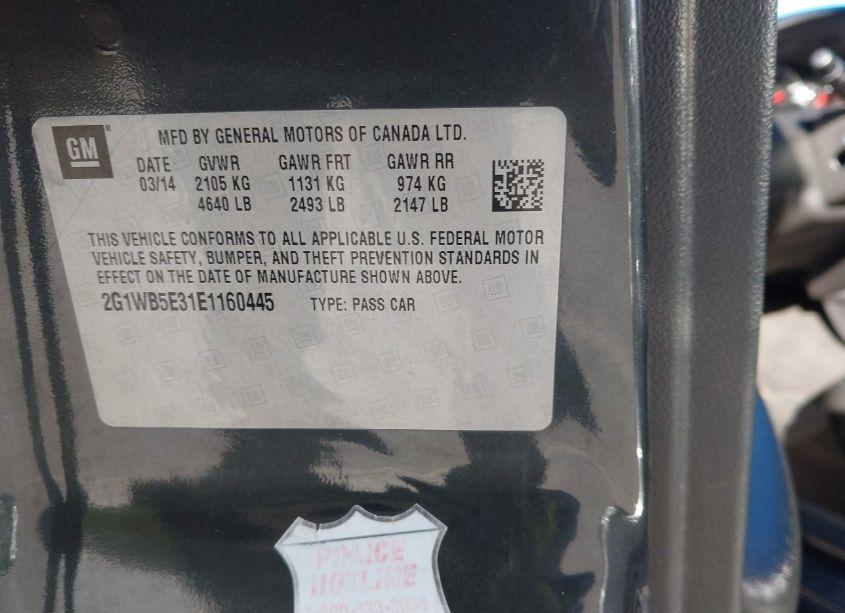 GM
MFD BY GENERAL MOTORS OF CANADA LTD.
DATE GVWR GAWR FRT GAWR RR
03/14 2105 KG 1131 KG 974 KG
4640 LB 2493 LB 2147 LB
THIS VEHICLE CONFORMS TO ALL APPLICABLE U.S. FEDERAL MOTOR
VEHICLE SAFETY, BUMPER, AND THEFT PREVENTION STANDARDS IN
EFFECT ON THE DATE OF MANUFACTURE SHOWN ABOVE.
2G1WB5E31E1160445 TYPE: PASS CAR
POLICE
HOTLINE